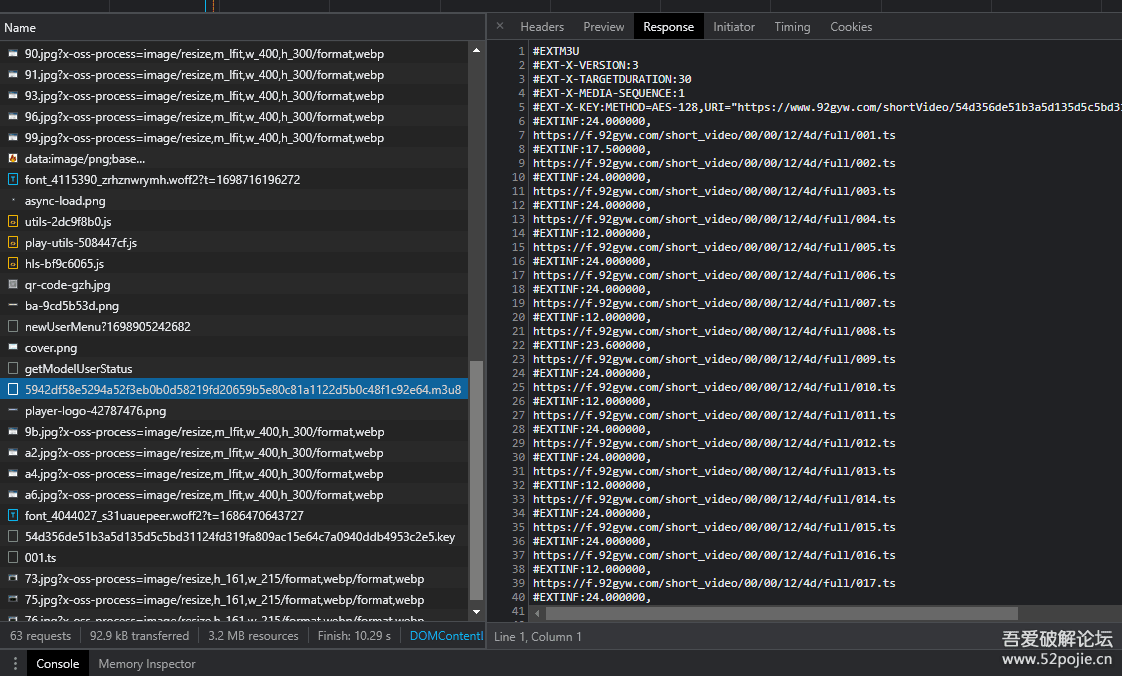 Name
90.jpg?x-oss-process=image/resize,m_lfit,w_400,h_300/format,webp
91.jpg?x-oss-process=image/resize,m_lfit,w_400,h_300/format,webp
93.jpg?x-oss-process=image/resize,m_lfit,w_400,h_300/format,webp
96.jpg?x-oss-process=image/resize,m_lfit,w_400,h_300/format,webp
99.jpg?x-oss-process=image/resize,m_lfit,w_400,h_300/format,webp
data:image/png;base...
font_4115390_zrhznwrymh.woff2?t=1698716196272
async-load.png
utils-2dc9f8b0.js
play-utils-508447cf.js
hls-bf9c6065.js
qr-code-gzh.jpg
ba-9cd5b53d.png
newUserMenu?1698905242682
cover.png
getModelUserStatus
5942df58e5294a52f3eb0b0d58219fd20659b5e80c81a1122d5b0c48f1c92e64.m3u8
player-logo-42787476.png
9b.jpg?x-oss-process=image/resize,m_lfit,w_400,h_300/format,webp
a2.jpg?x-oss-process=image/resize,m_lfit,w_400,h_300/format,webp
a4.jpg?x-oss-process=image/resize,m_lfit,w_400,h_300/format,webp
a6.jpg?x-oss-process=image/resize,m_lfit,w_400,h_300/format,webp
font_4044027_s31uauepeer.woff2?t=1686470643727
54d356de51b3a5d135d5c5bd31124fd319fa809ac15e64c7a0940ddb4953c2e5.key
001.ts
73.jpg?x-oss-process=image/resize,h_161,w_215/format,webp/format,webp
75.jpg?x-oss-process=image/resize,h_161,w_215/format,webp/format,webp
76.jpg?x-oss-process=image/resize,h_161,w_215/format,webp/format,webp
63 requests 92.9 kB transferred 3.2 MB resources Finish: 10.29 s DOMContentl
Console Memory Inspector
× Headers Preview Response Initiator Timing Cookies
1 #EXTM3U
2 #EXT-X-VERSION:3
3 #EXT-X-TARGETDURATION:30
4 #EXT-X-MEDIA-SEQUENCE:1
5 #EXT-X-KEY:METHOD=AES-128,URI="https://www.92gyw.com/shortVideo/54d356de51b3a5d135d5c5bd31
6 #EXTINF:24.000000,
7 https://f.92gyw.com/short_video/00/00/12/4d/full/001.ts
8 #EXTINF:17.500000,
9 https://f.92gyw.com/short_video/00/00/12/4d/full/002.ts
10 #EXTINF:24.000000,
11 https://f.92gyw.com/short_video/00/00/12/4d/full/003.ts
12 #EXTINF:24.000000,
13 https://f.92gyw.com/short_video/00/00/12/4d/full/004.ts
14 #EXTINF:12.000000,
15 https://f.92gyw.com/short_video/00/00/12/4d/full/005.ts
16 #EXTINF:24.000000,
17 https://f.92gyw.com/short_video/00/00/12/4d/full/006.ts
18 #EXTINF:24.000000,
19 https://f.92gyw.com/short_video/00/00/12/4d/full/007.ts
20 #EXTINF:12.000000,
21 https://f.92gyw.com/short_video/00/00/12/4d/full/008.ts
22 #EXTINF:23.600000,
23 https://f.92gyw.com/short_video/00/00/12/4d/full/009.ts
24 #EXTINF:24.000000,
25 https://f.92gyw.com/short_video/00/00/12/4d/full/010.ts
26 #EXTINF:12.000000,
27 https://f.92gyw.com/short_video/00/00/12/4d/full/011.ts
28 #EXTINF:24.000000,
29 https://f.92gyw.com/short_video/00/00/12/4d/full/012.ts
30 #EXTINF:24.000000,
31 https://f.92gyw.com/short_video/00/00/12/4d/full/013.ts
32 #EXTINF:12.000000,
33 https://f.92gyw.com/short_video/00/00/12/4d/full/014.ts
34 #EXTINF:24.000000,
35 https://f.92gyw.com/short_video/00/00/12/4d/full/015.ts
36 #EXTINF:24.000000,
37 https://f.92gyw.com/short_video/00/00/12/4d/full/016.ts
38 #EXTINF:12.000000,
39 https://f.92gyw.com/short_video/00/00/12/4d/full/017.ts
40 #EXTINF:24.000000,
41
Line 1, Column 1
吾爱破解论坛
www.52pojie.cn